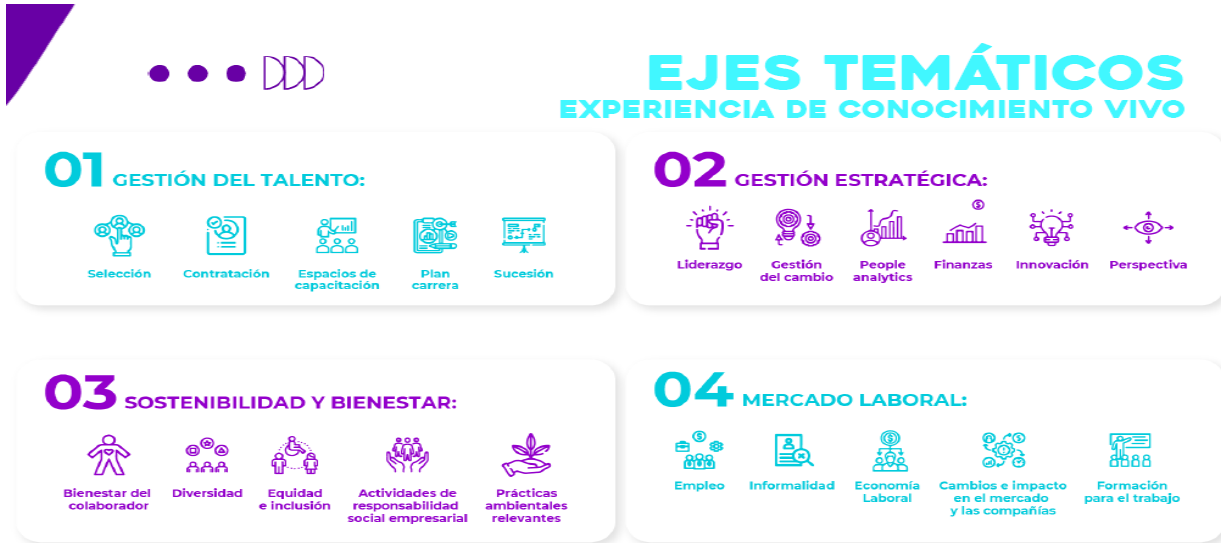 EJES TEMÁTICOS
EXPERIENCIA DE CONOCIMIENTO VIVO
01 GESTIÓN DEL TALENTO:
Selección
Contratación
Espacios de
capacitación
Plan
carrera
Sucesión
02 GESTIÓN ESTRATÉGICA:
Liderazgo
Gestión
del cambio
People
analytics
Finanzas
Innovación
Perspectiva
03 SOSTENIBILIDAD Y BIENESTAR:
Bienestar del
colaborador
Diversidad
Equidad
e inclusión
Actividades de
responsabilidad
social empresarial
Prácticas
ambientales
relevantes
04 MERCADO LABORAL:
Empleo
Informalidad
Economía
Laboral
Cambios e impacto
en el mercado
y las compañías
Formación
para el trabajo